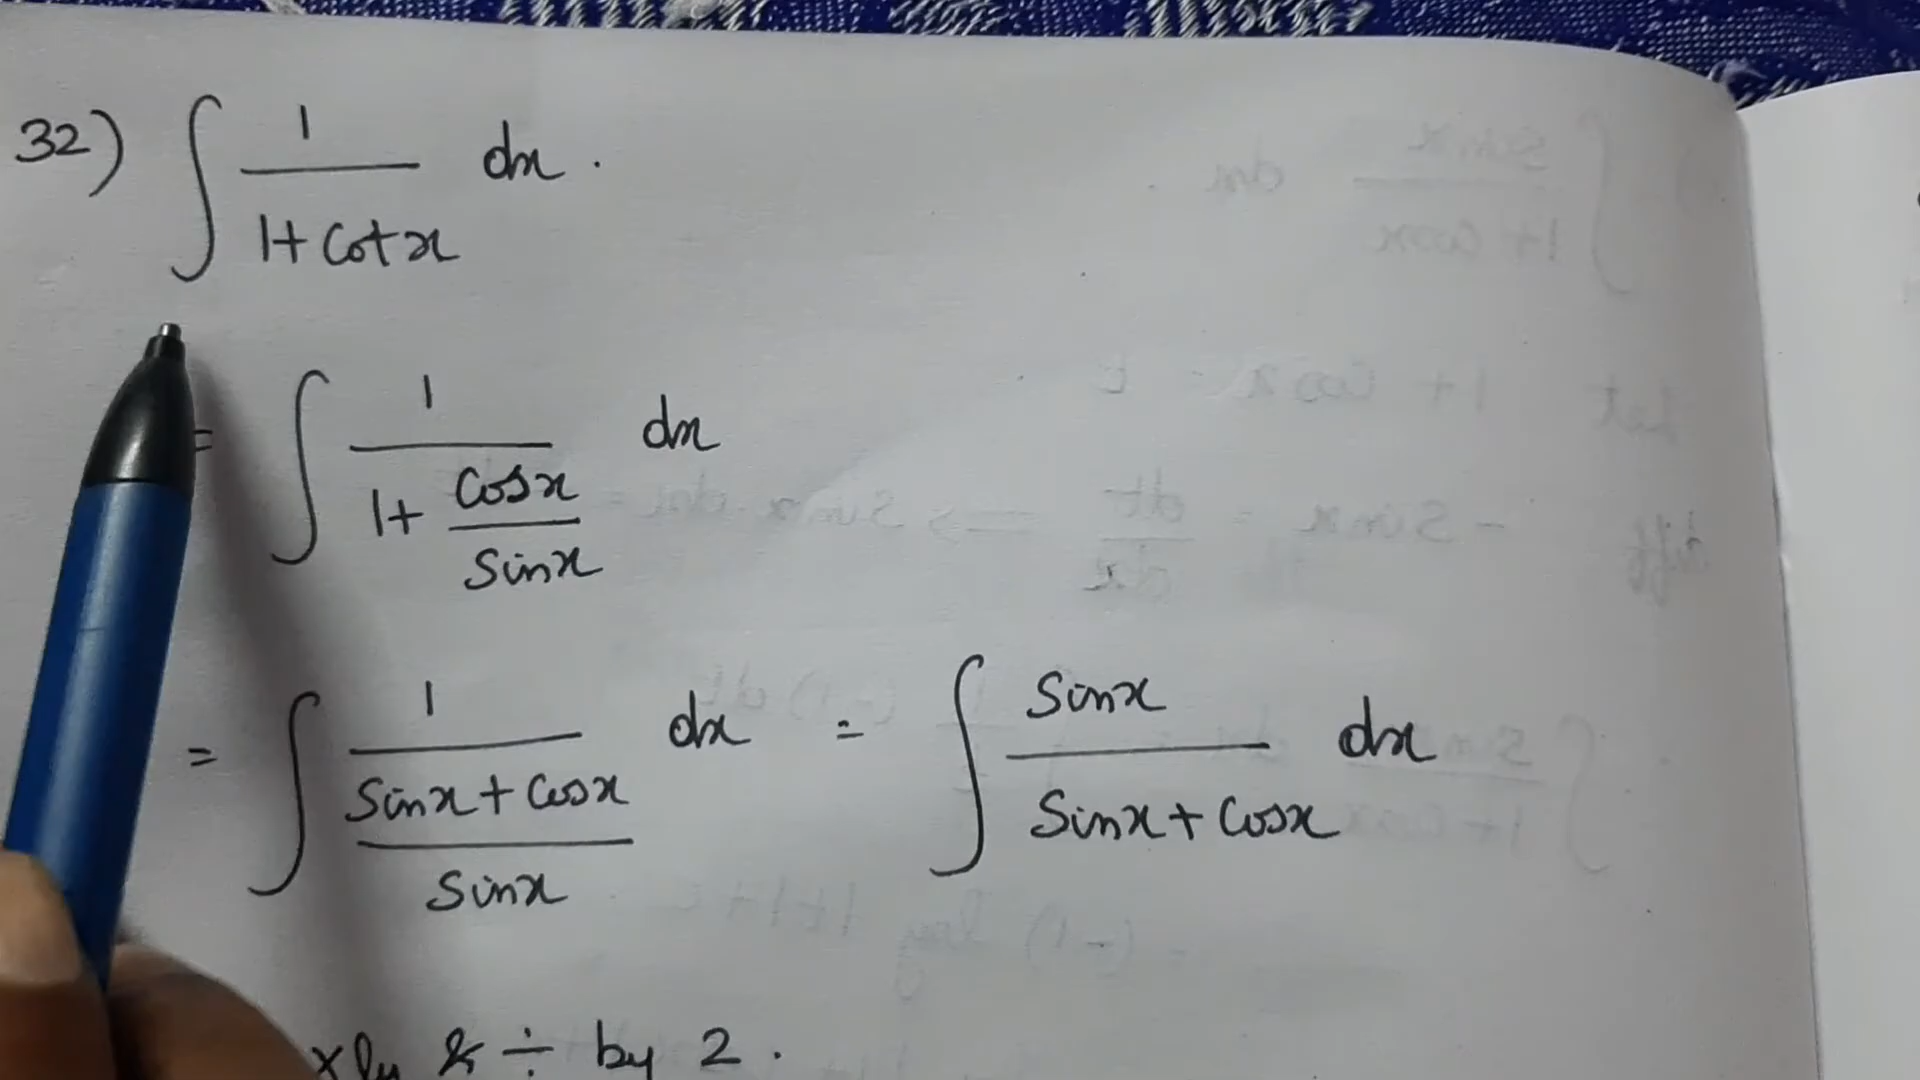 32) ∫ 1/(1+Cotx) dx.
= ∫ 1/(1+ Cosx/Sinx) dx
= ∫ 1/((Sinx+Cosx)/Sinx) dx = ∫ Sinx/(Sinx+Cosx) dx
xly & ÷ by 2.